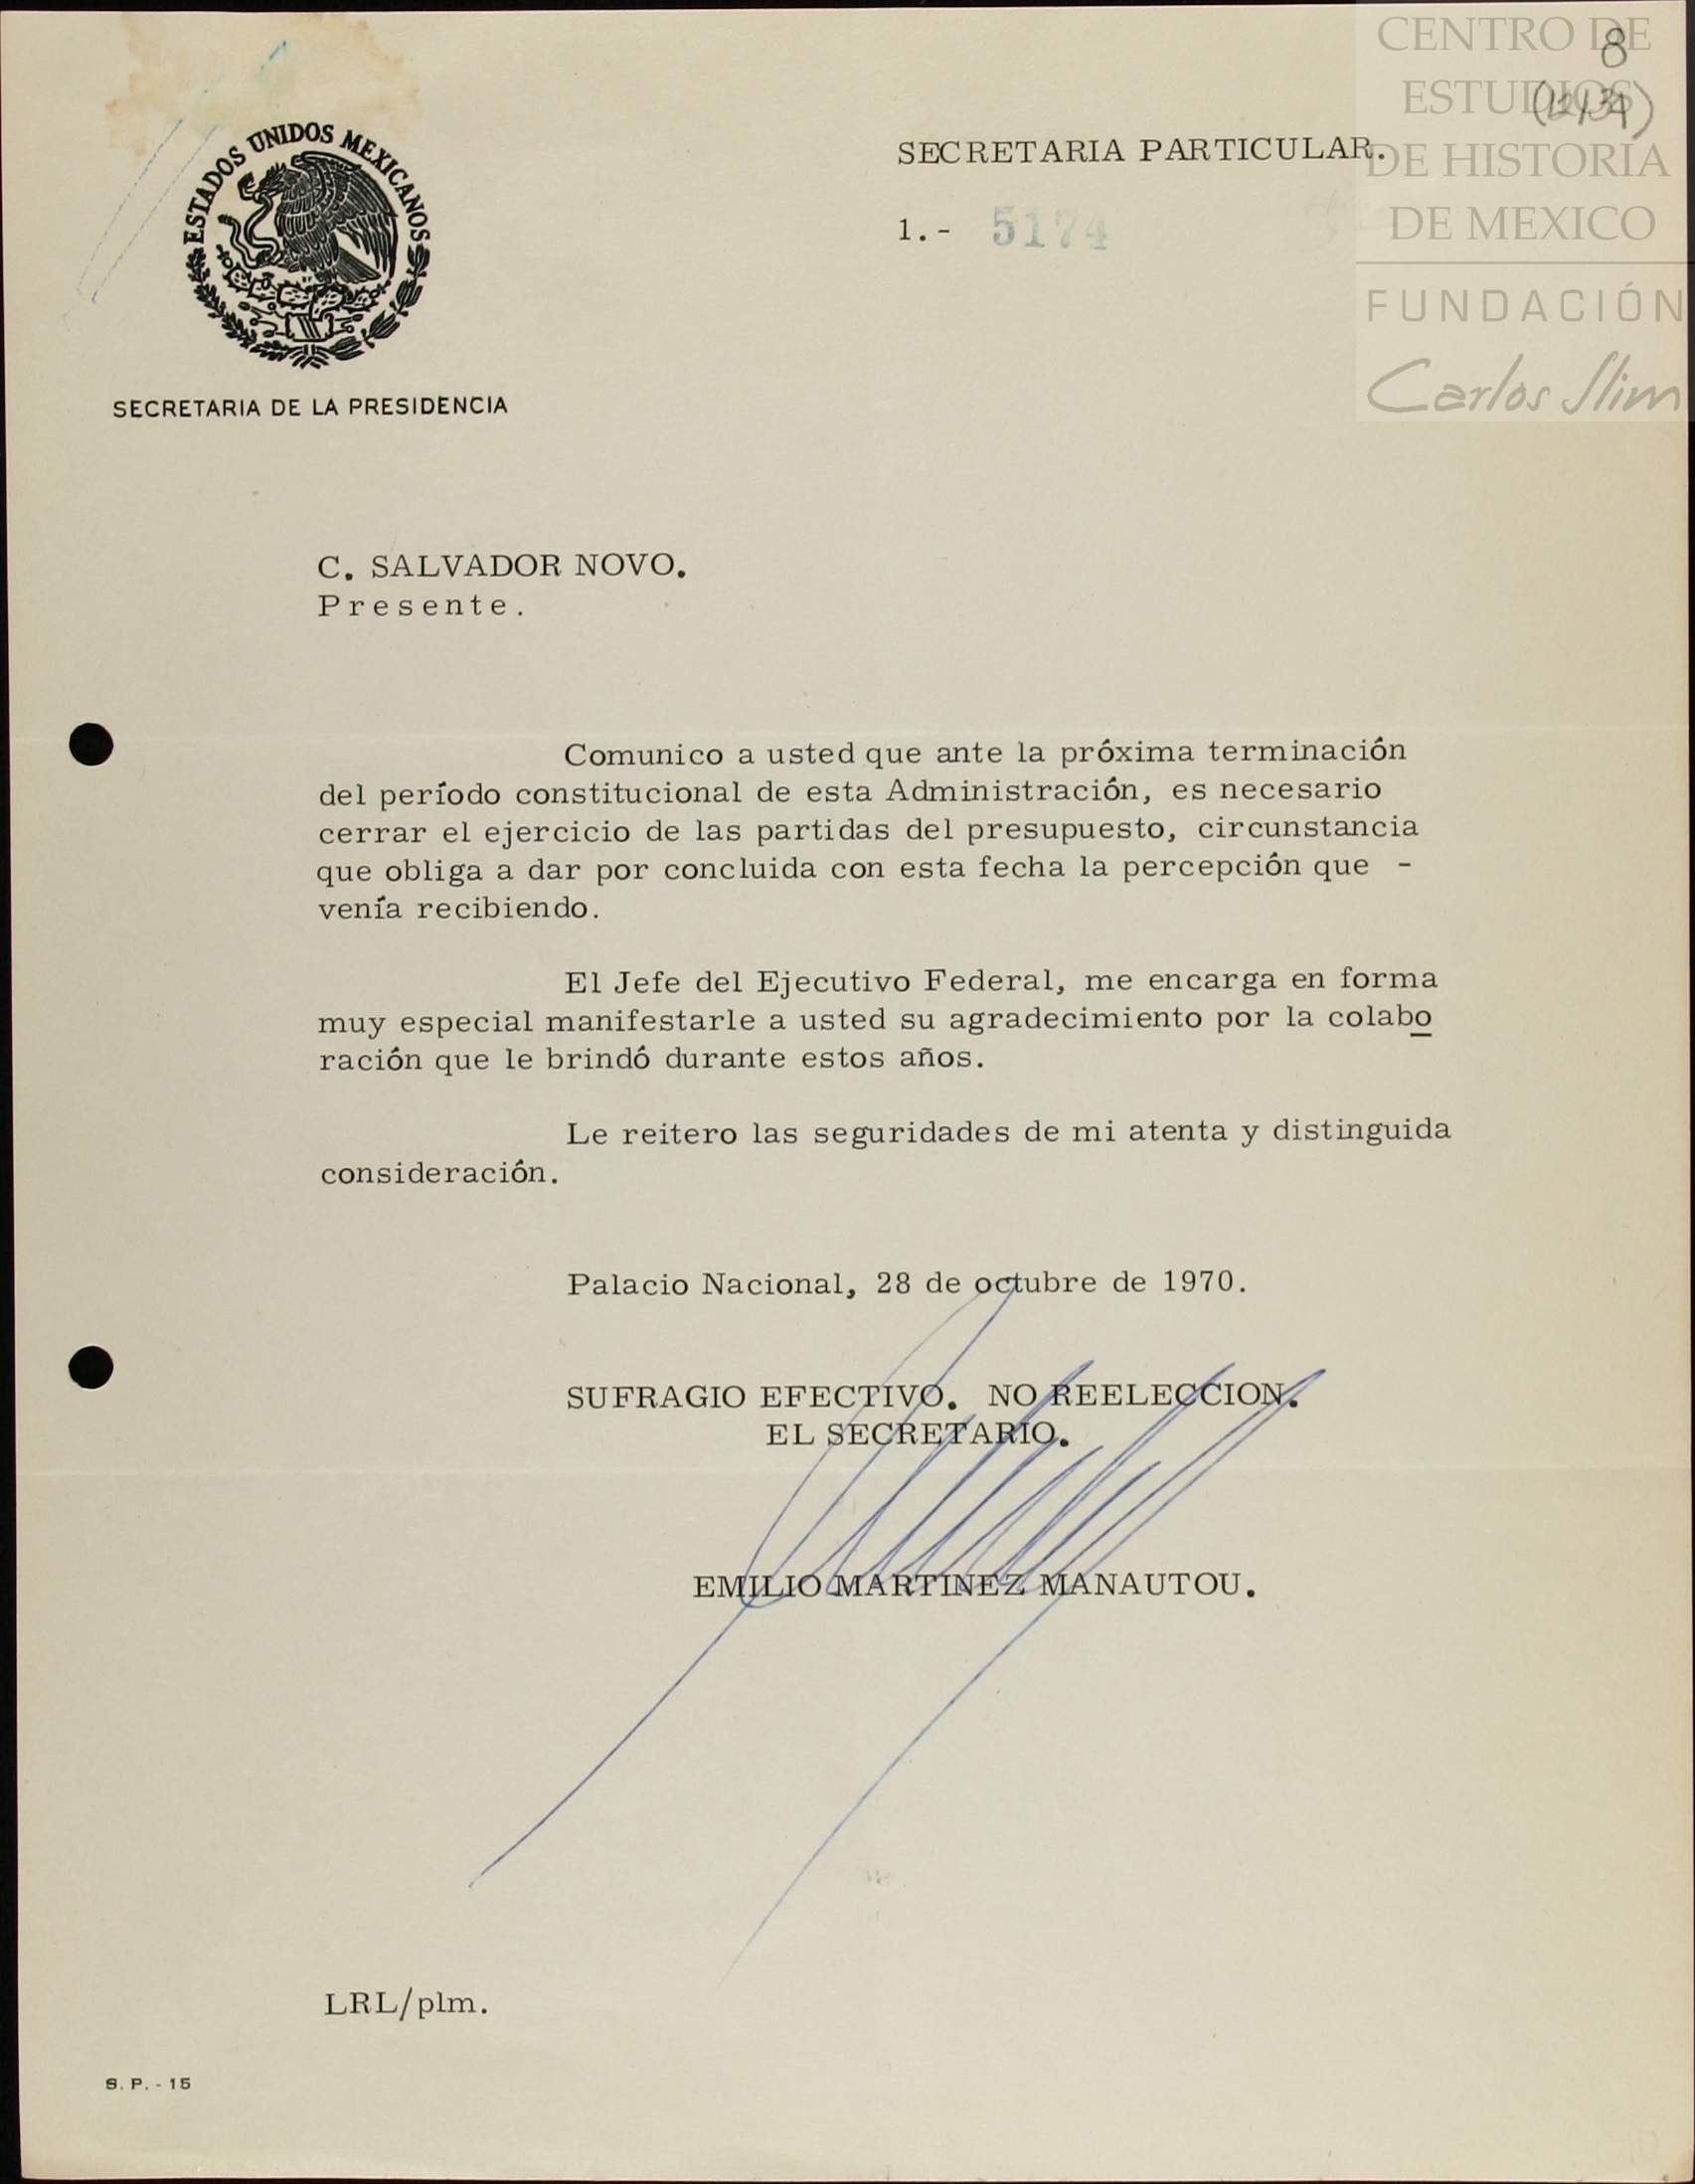 CENTRO DE
ESTUDIOS
DE HISTORIA
DE MEXICO
FUNDACIÓN
Carlos Slim
8
ESTADOS UNIDOS MEXICANOS
SECRETARIA DE LA PRESIDENCIA
SECRETARIA PARTICULAR.
1.- 5174
C. SALVADOR NOVO.
Presente.
Comunico a usted que ante la próxima terminación
del período constitucional de esta Administración, es necesario
cerrar el ejercicio de las partidas del presupuesto, circunstancia
que obliga a dar por concluida con esta fecha la percepción que -
venía recibiendo.
El Jefe del Ejecutivo Federal, me encarga en forma
muy especial manifestarle a usted su agradecimiento por la colabo
ración que le brindó durante estos años.
Le reitero las seguridades de mi atenta y distinguida
consideración.
Palacio Nacional, 28 de octubre de 1970.
SUFRAGIO EFECTIVO. NO REELECCION.
EL SECRETARIO.
EMILIO MARTINEZ MANAUTOU.
LRL/plm.
S. P. - 15